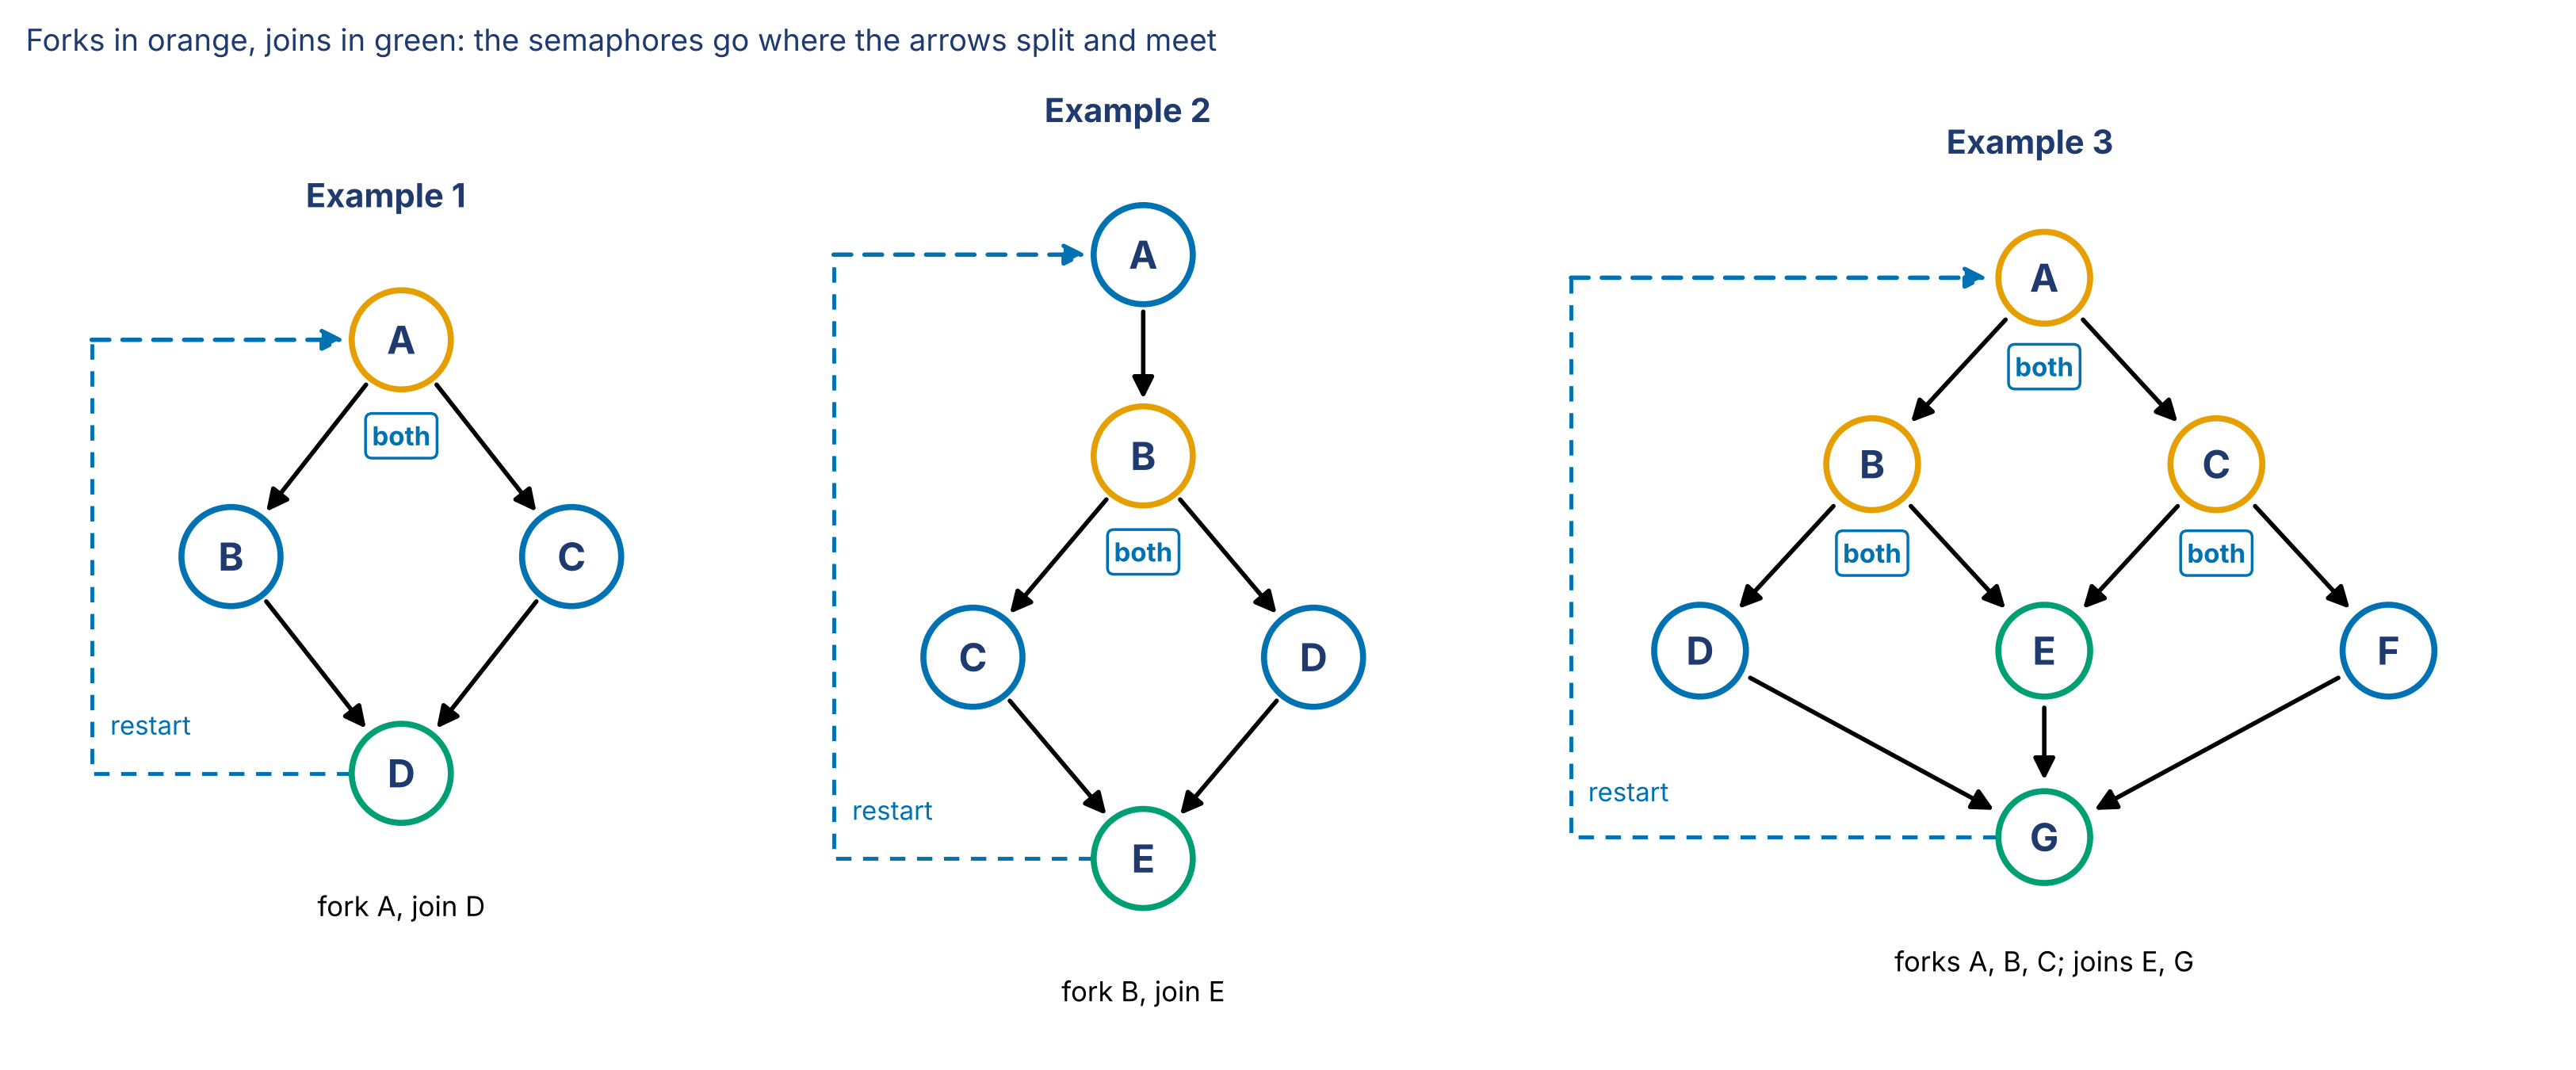 Forks in orange, joins in green: the semaphores go where the arrows split and meet
Example 1
A
both
B
C
restart
D
fork A, join D
Example 2
A
B
both
C
D
restart
E
fork B, join E
Example 3
A
both
B
C
both
both
D
E
F
restart
G
forks A, B, C; joins E, G